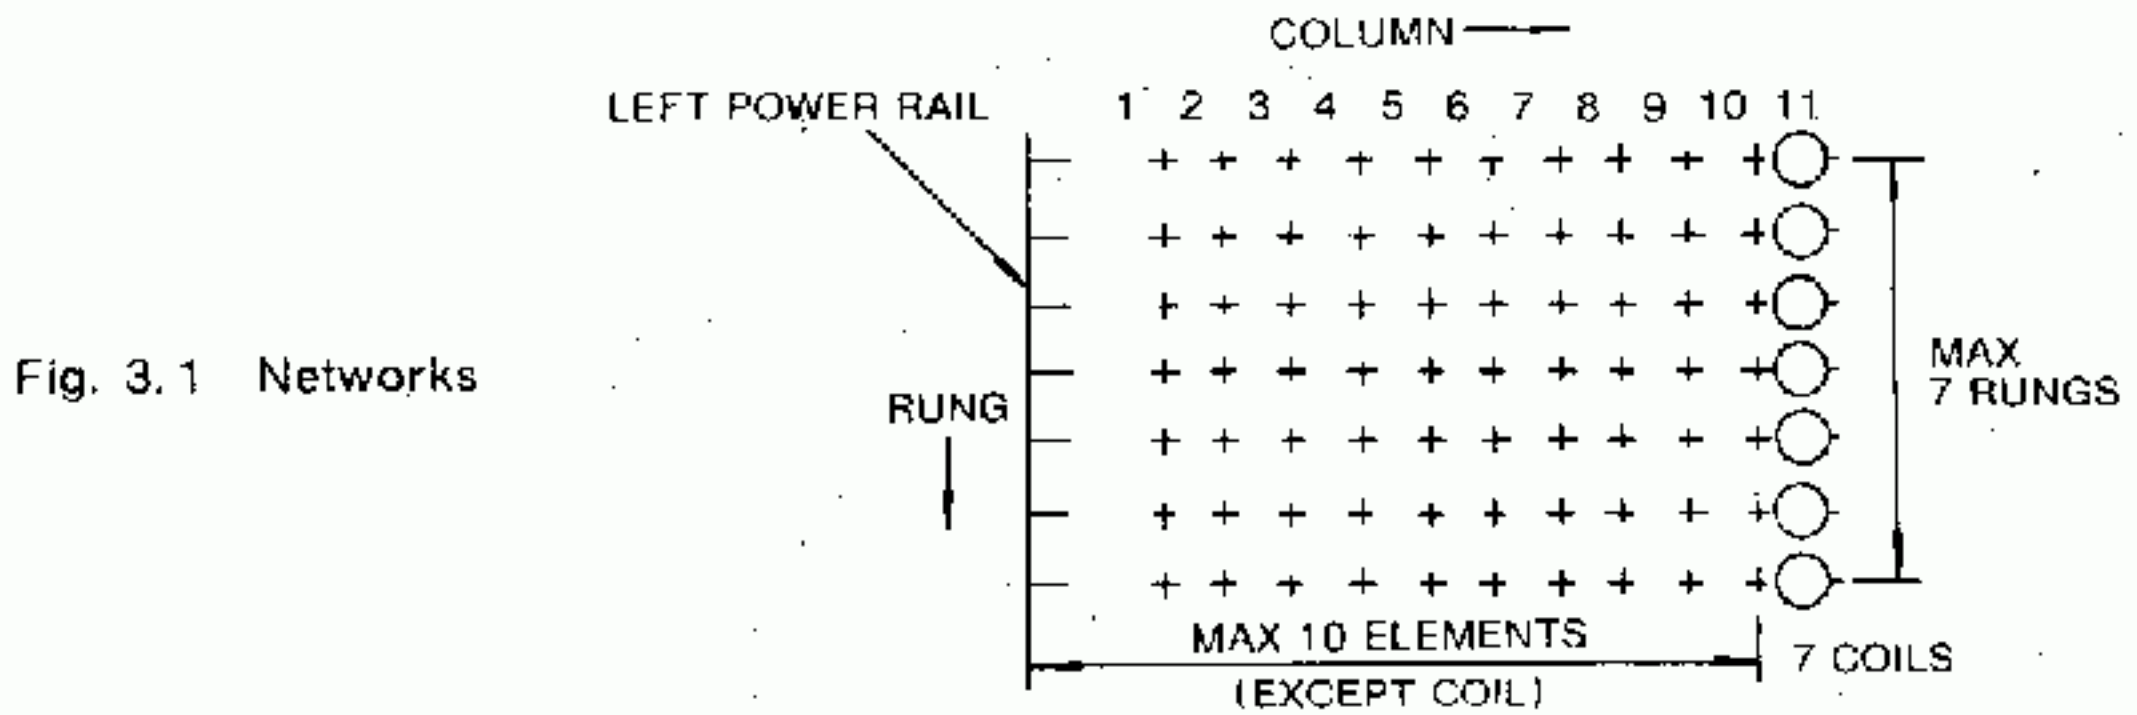 COLUMN
LEFT POWER RAIL
1 2 3 4 5 6 7 8 9 10 11
MAX
7 RUNGS
Fig. 3.1 Networks
RUNG
MAX 10 ELEMENTS
(EXCEPT COIL)
7 COILS